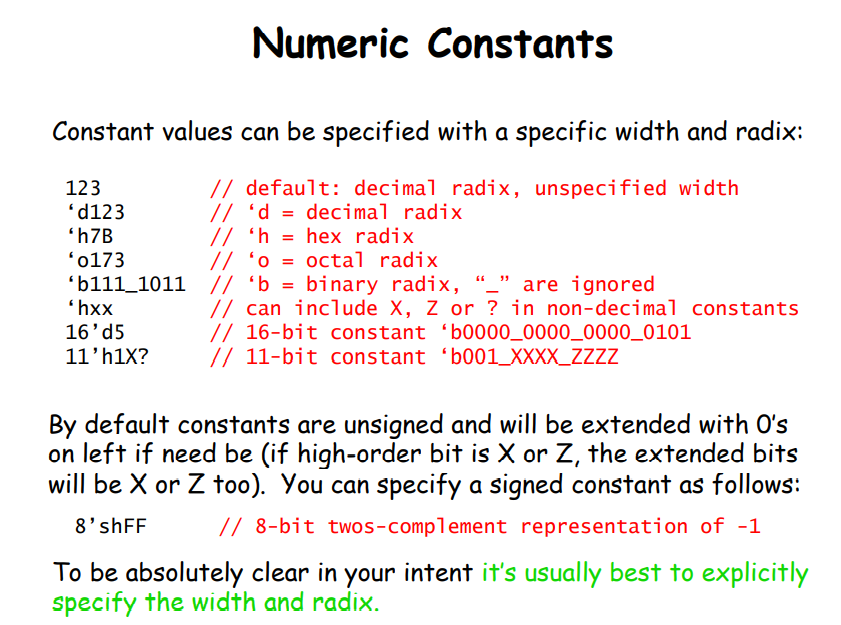 Numeric Constants
Constant values can be specified with a specific width and radix:
123 // default: decimal radix, unspecified width
‘d123 // ‘d = decimal radix
‘h7B // ‘h = hex radix
‘o173 // ‘o = octal radix
‘b111_1011 // ‘b = binary radix, “_” are ignored
‘hxx // can include X, Z or ? in non-decimal constants
16’d5 // 16-bit constant ‘b0000_0000_0000_0101
11’h1X? // 11-bit constant ‘b001_XXXX_ZZZZ
By default constants are unsigned and will be extended with 0’s
on left if need be (if high-order bit is X or Z, the extended bits
will be X or Z too). You can specify a signed constant as follows:
8’shFF // 8-bit twos-complement representation of -1
To be absolutely clear in your intent it’s usually best to explicitly
specify the width and radix.